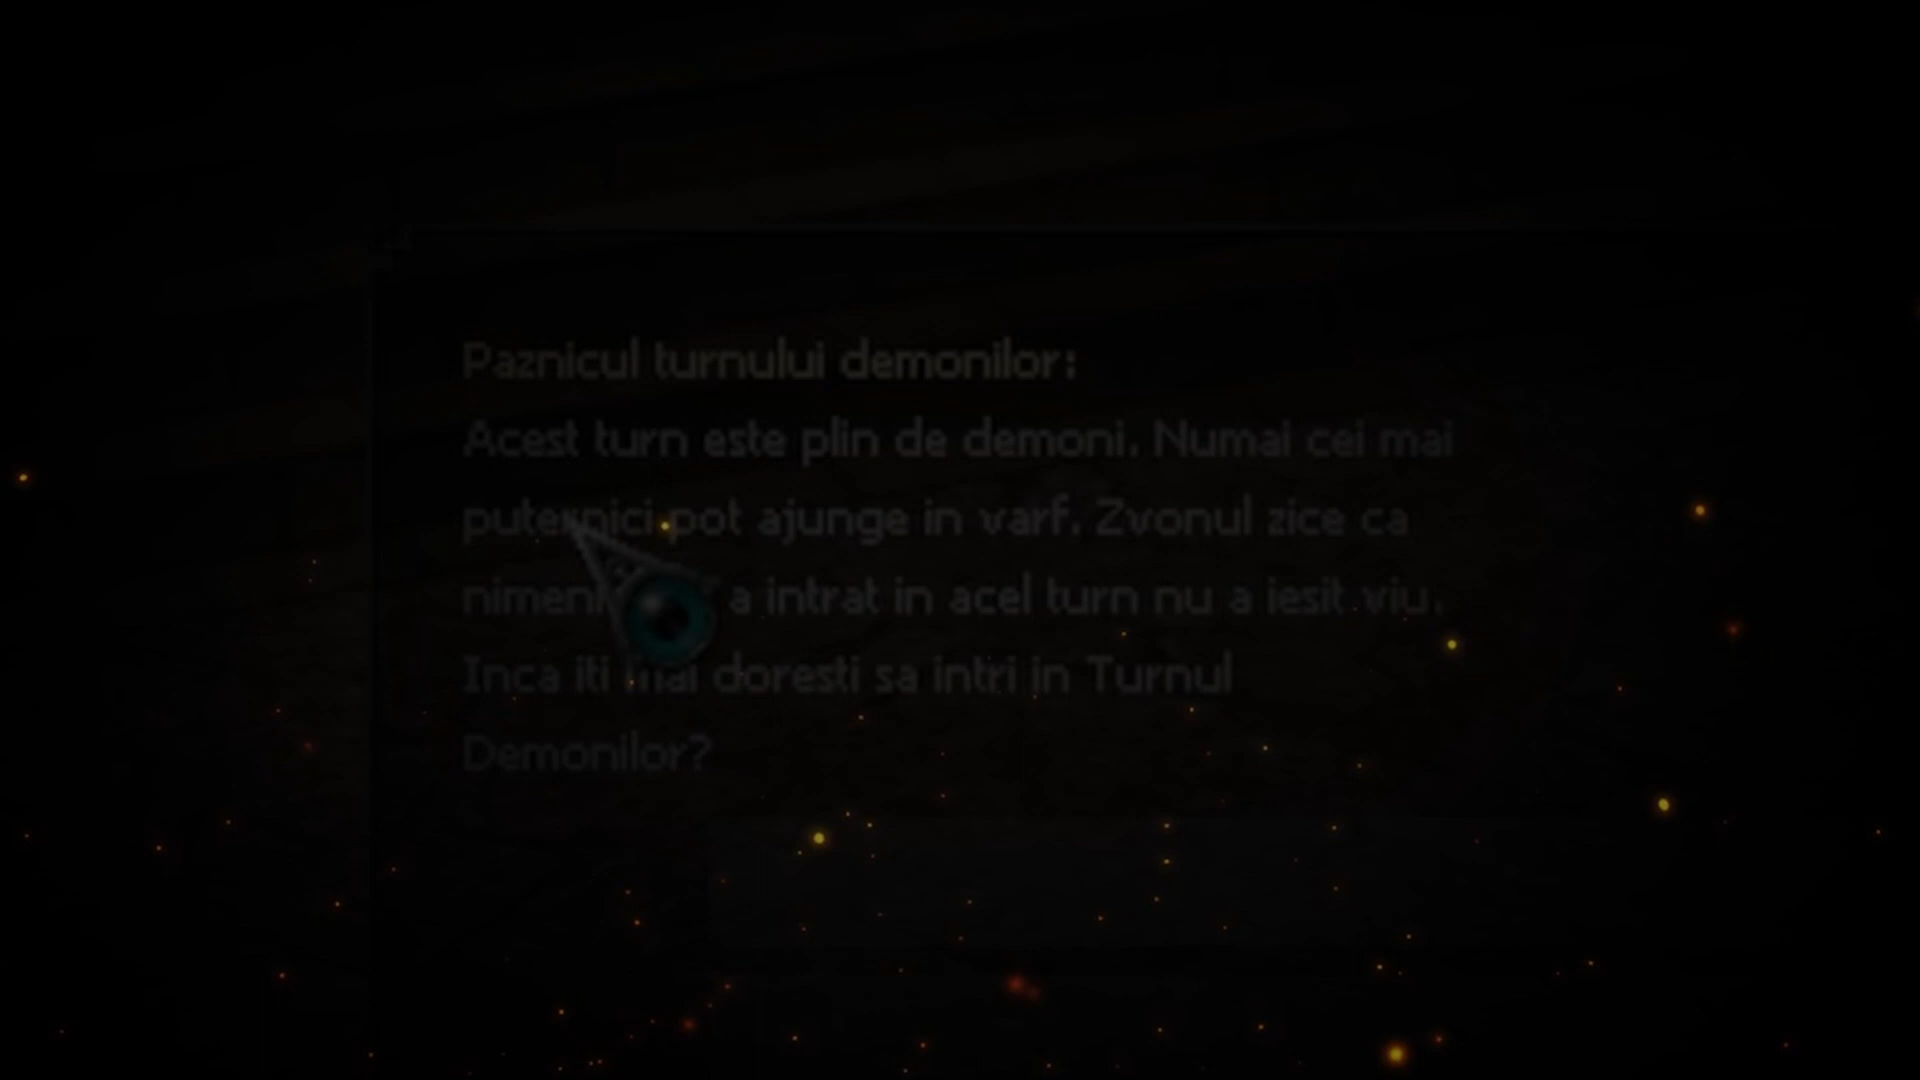 Paznicul turnului demonilor:
Acest turn este plin de demoni. Numai cei mai
puternici pot ajunge in varf. Zvonul zice ca
a intrat in acel turn nu a iesit viu.
Inca iti mai doresti sa intri in Turnul
Demonilor?